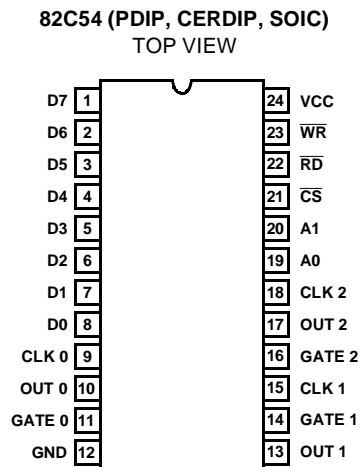 82C54 (PDIP, CERDIP, SOIC)
TOP VIEW
D7 1 24 VCC
D6 2 23 WR
D5 3 22 RD
D4 4 21 CS
D3 5 20 A1
D2 6 19 A0
D1 7 18 CLK 2
D0 8 17 OUT 2
CLK 0 9 16 GATE 2
OUT 0 10 15 CLK 1
GATE 0 11 14 GATE 1
GND 12 13 OUT 1